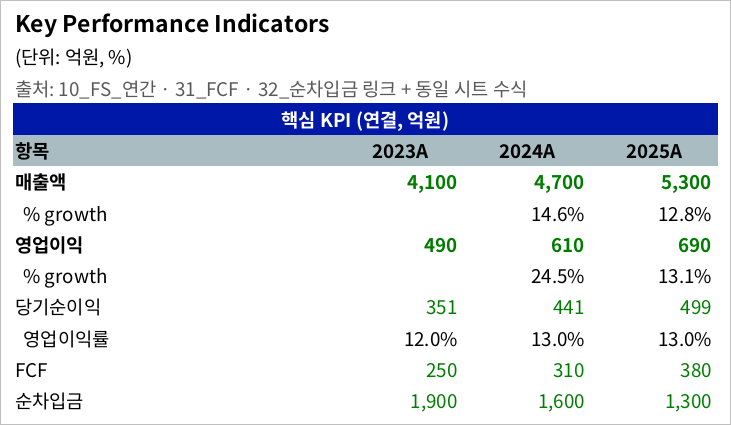 Key Performance Indicators
(단위: 억원, %)
출처: 10_FS_연간 · 31_FCF · 32_순차입금 링크 + 동일 시트 수식
핵심 KPI (연결, 억원)
항목 2023A 2024A 2025A
매출액 4,100 4,700 5,300
% growth 14.6% 12.8%
영업이익 490 610 690
% growth 24.5% 13.1%
당기순이익 351 441 499
영업이익률 12.0% 13.0% 13.0%
FCF 250 310 380
순차입금 1,900 1,600 1,300